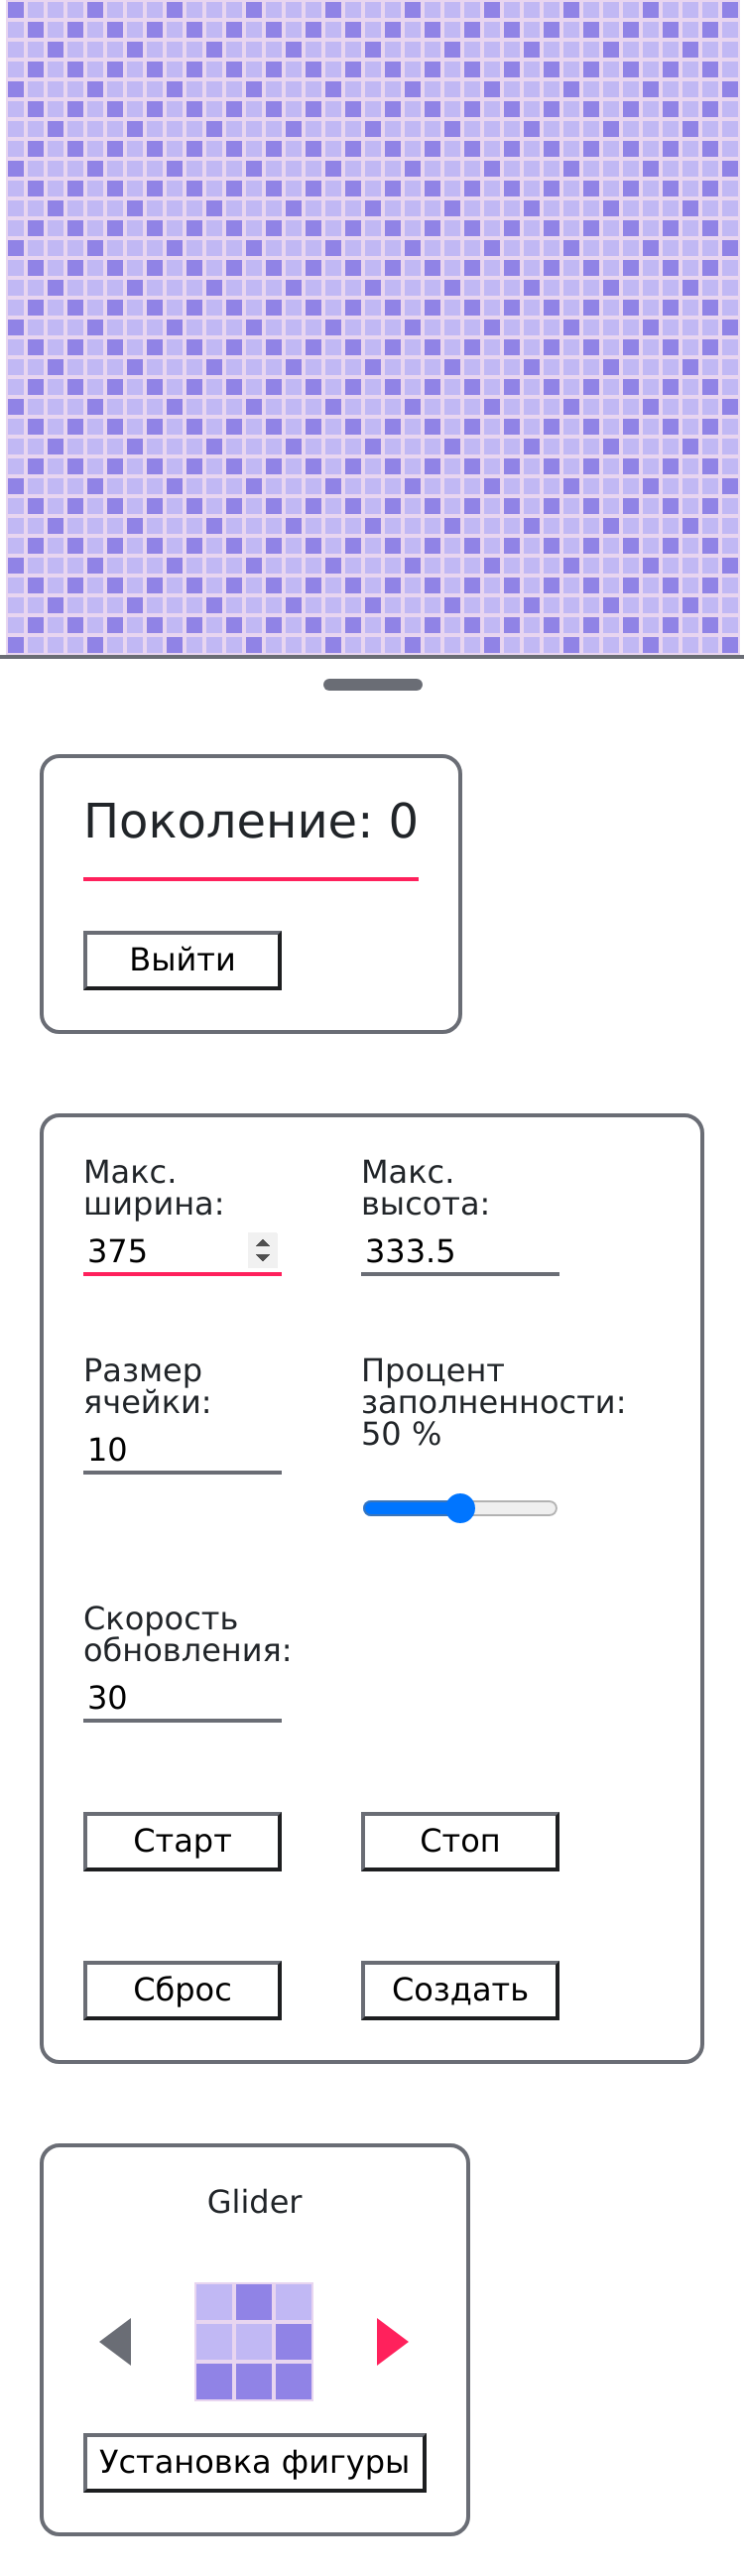 Поколение: 0
Выйти
Макс.
ширина:
375
Макс.
высота:
333.5
Размер
ячейки:
10
Процент
заполненности:
50 %
Скорость
обновления:
30
Старт
Стоп
Сброс
Создать
Glider
Установка фигуры